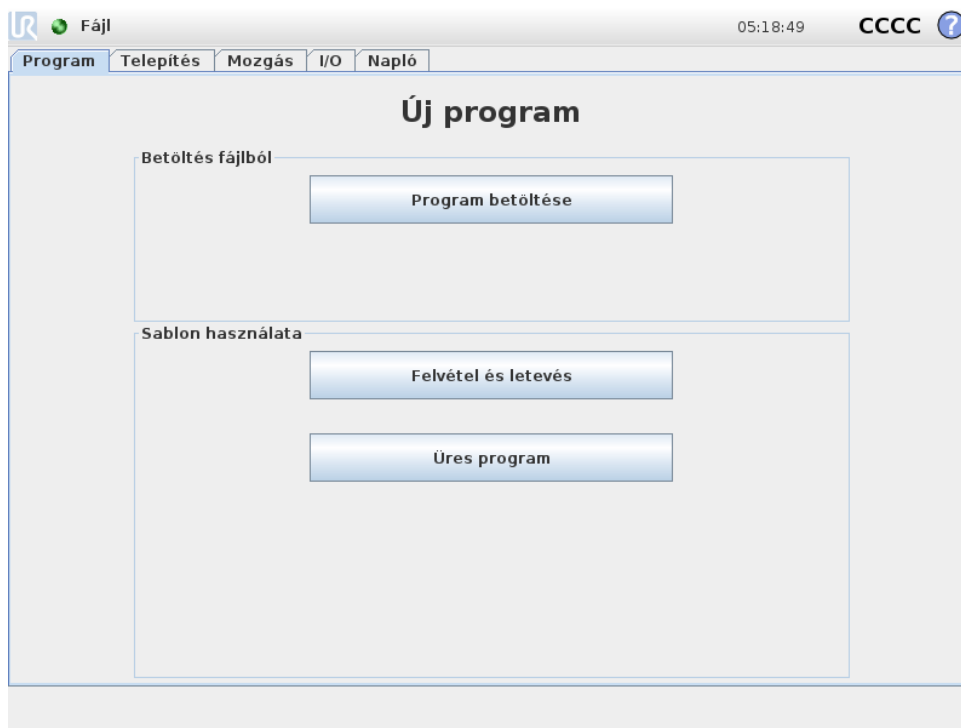 UR Fájl 05:18:49 CCCC ?
Program Telepítés Mozgás I/O Napló
Új program
Betöltés fájlból
Program betöltése
Sablon használata
Felvétel és letevés
Üres program